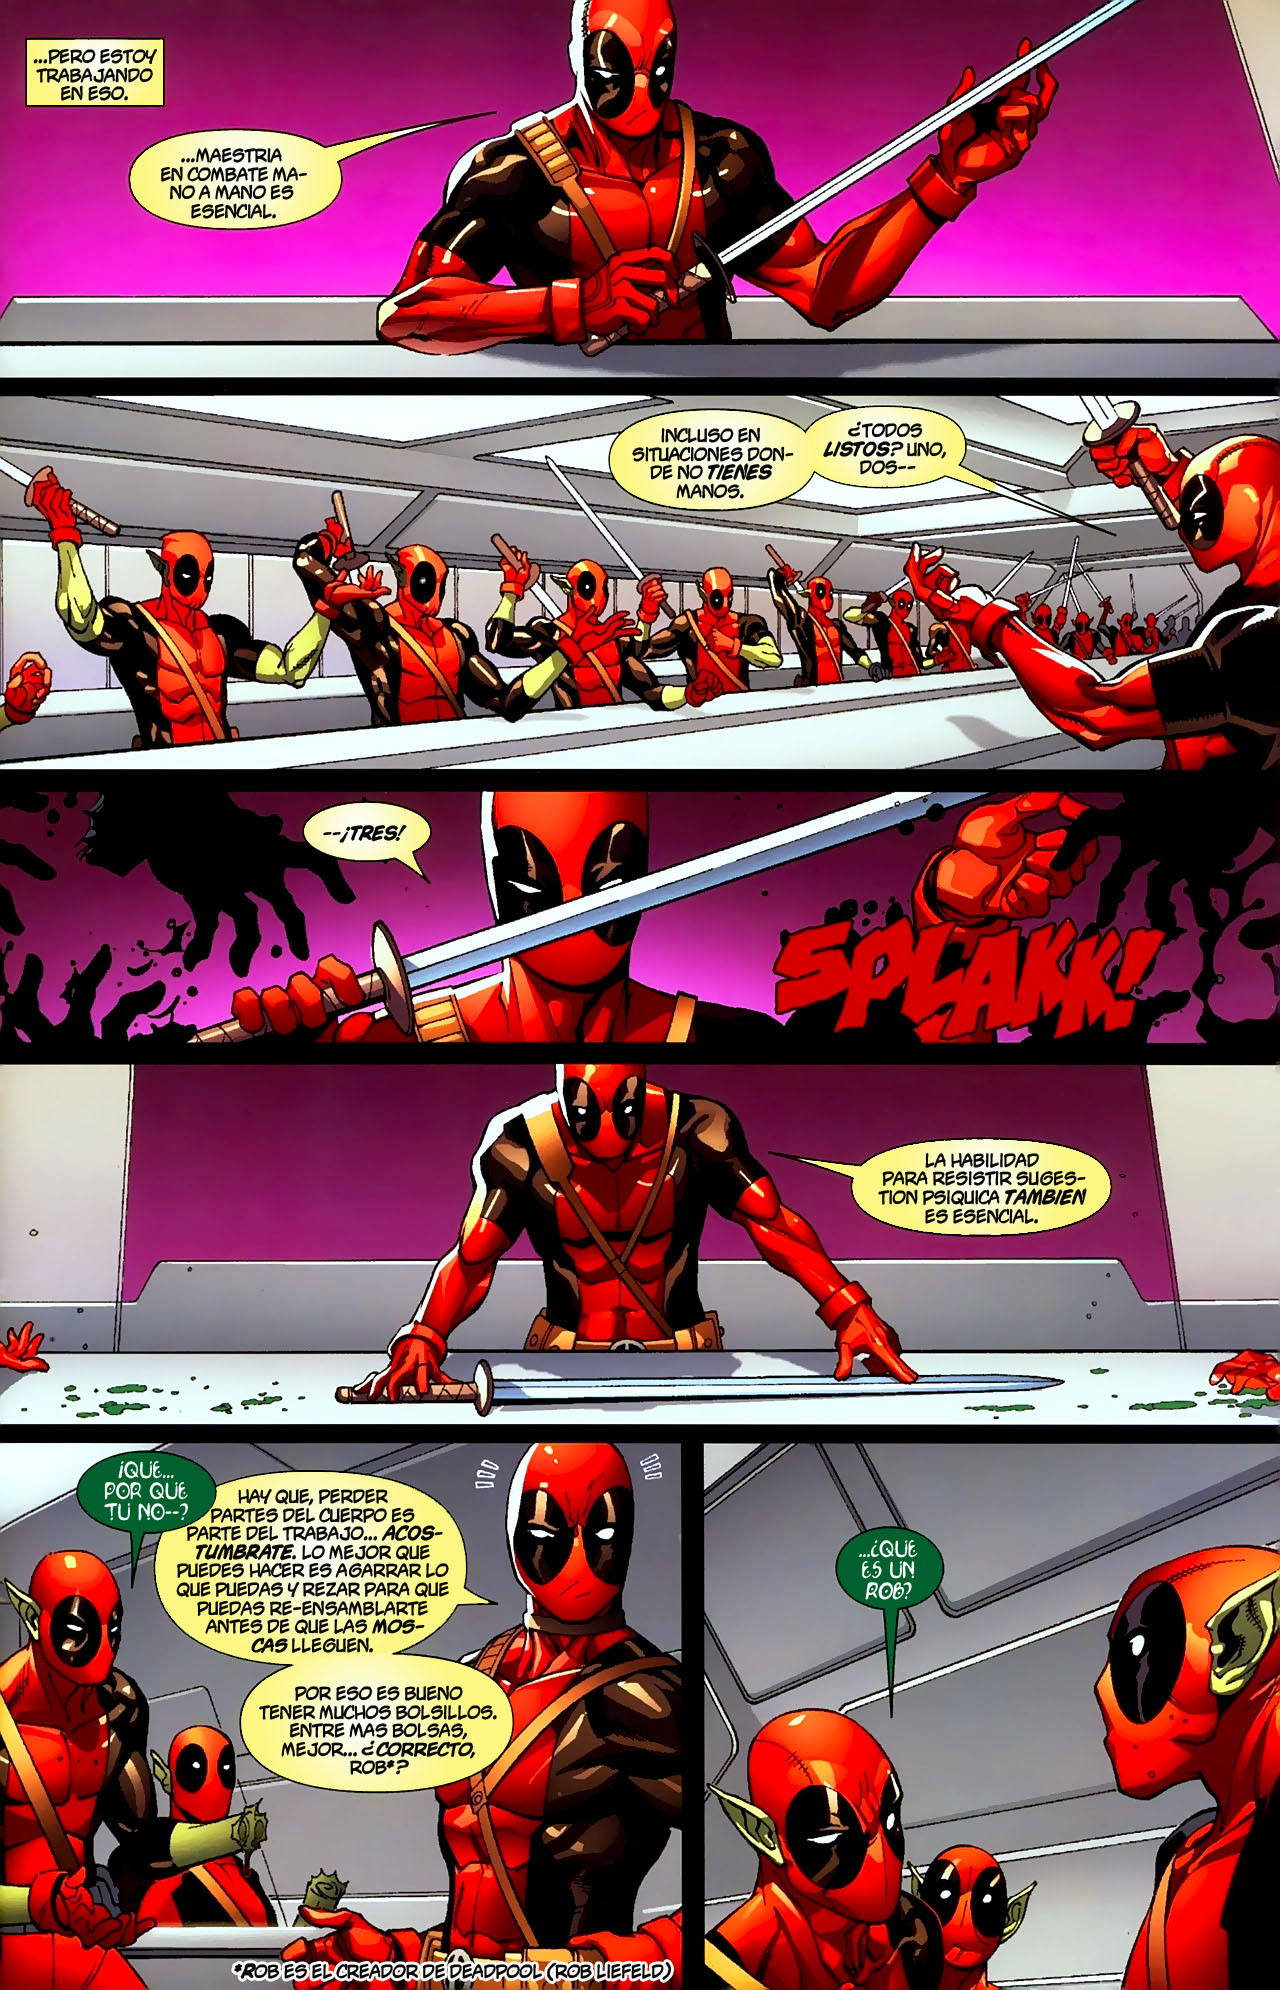 ...PERO ESTOY
TRABAJANDO
EN ESO.
...MAESTRIA
EN COMBATE MA-
NO A MANO ES
ESENCIAL.
INCLUSO EN
SITUACIONES DON-
DE NO TIENES
MANOS.
¿TODOS
LISTOS? UNO,
DOS--
--¡TRES!
SPLAKK!
LA HABILIDAD
PARA RESISTIR SUGES-
TION PSIQUICA TAMBIEN
ES ESENCIAL.
¡QUE...
POR QUE
TU NO--?
HAY QUE, PERDER
PARTES DEL CUERPO ES
PARTE DEL TRABAJO... ACOS-
TUMBRATE. LO MEJOR QUE
PUEDES HACER ES AGARRAR LO
QUE PUEDAS Y REZAR PARA QUE
PUEDAS RE-ENSAMBLARTE
ANTES DE QUE LAS MOS-
CAS LLEGUEN.
POR ESO ES BUENO
TENER MUCHOS BOLSILLOS.
ENTRE MAS BOLSAS,
MEJOR... ¿CORRECTO,
ROB*?
*ROB ES EL CREADOR DE DEADPOOL (ROB LIEFELD)
...¿QUE
ES UN
ROB?